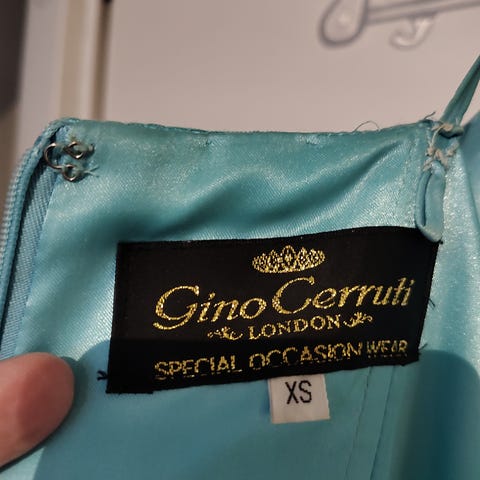 Gino Cerruti
LONDON
SPECIAL OCCASION WEAR
XS